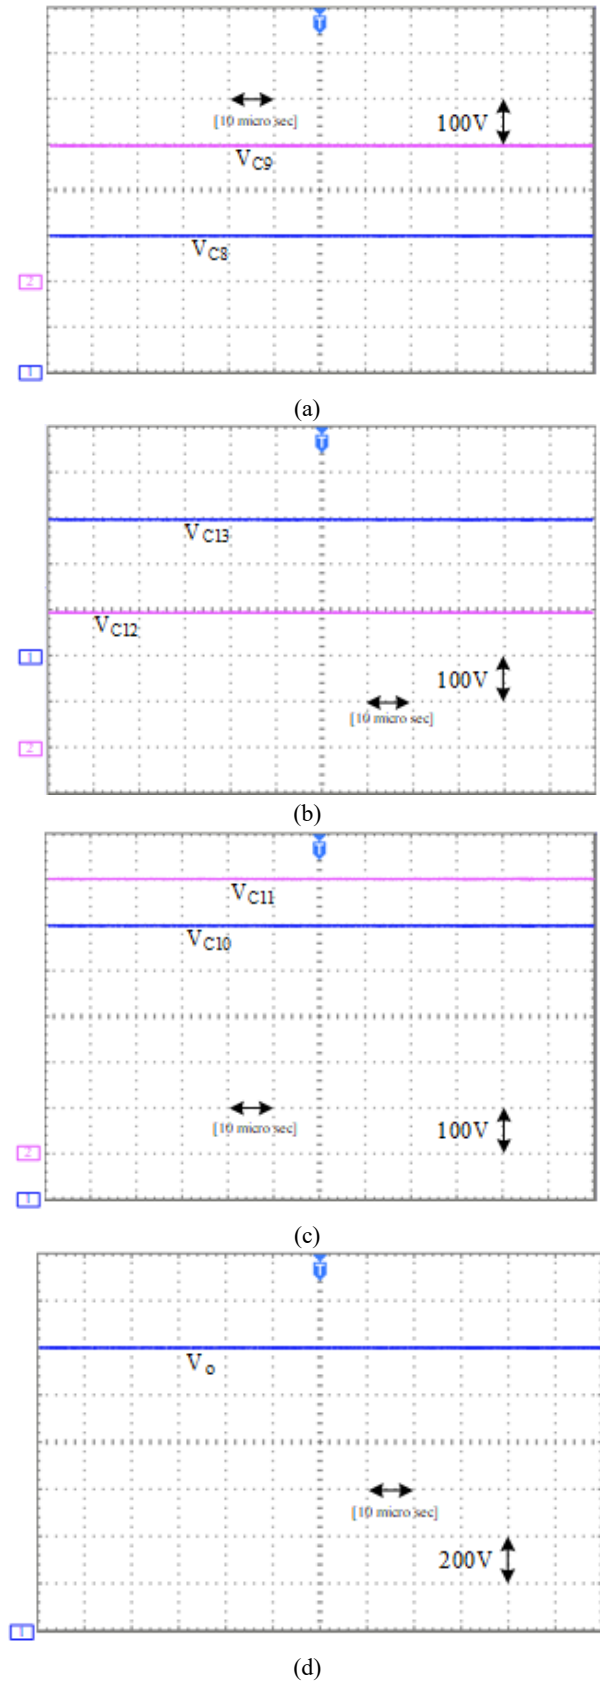 T
100V
[10 micro sec]
VC9
VC8
2
1
(a)
T
VC13
VC12
1
100V
[10 micro sec]
2
(b)
T
VC11
VC10
[10 micro sec]
100V
2
1
(c)
T
Vo
[10 micro sec]
200V
1
(d)